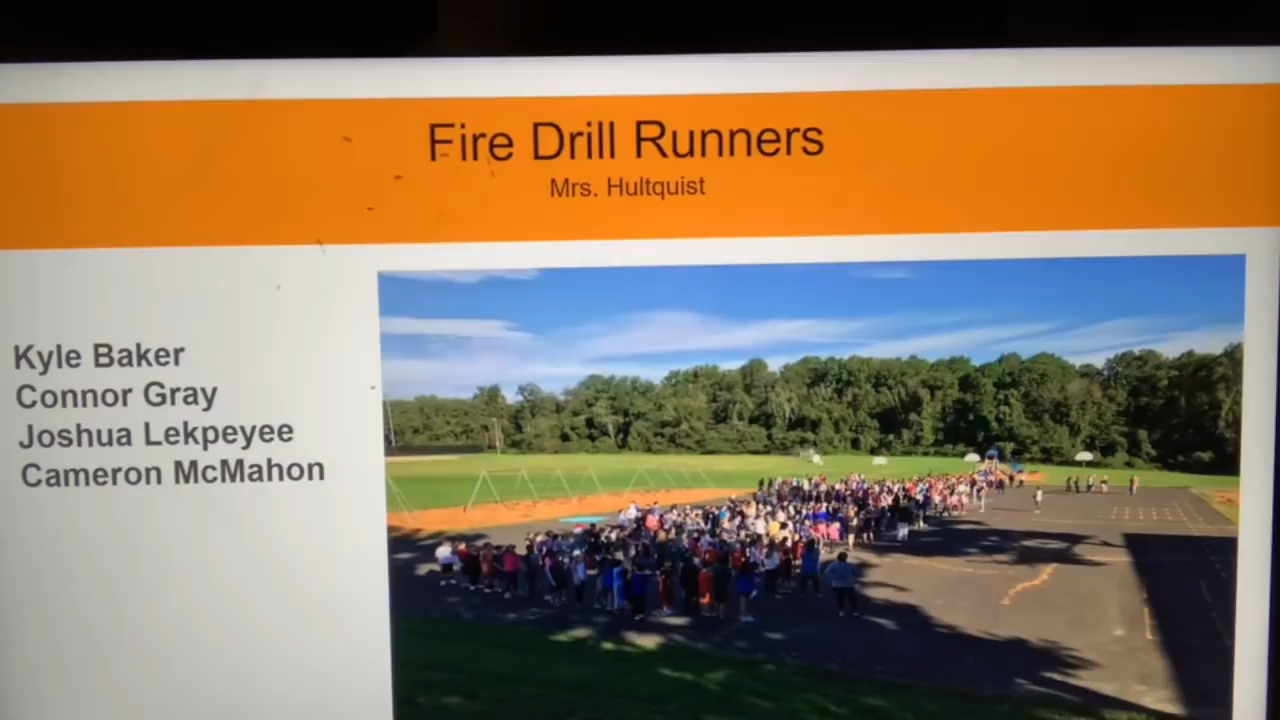 Fire Drill Runners
Mrs. Hultquist
Kyle Baker
Connor Gray
Joshua Lekpeyee
Cameron McMahon